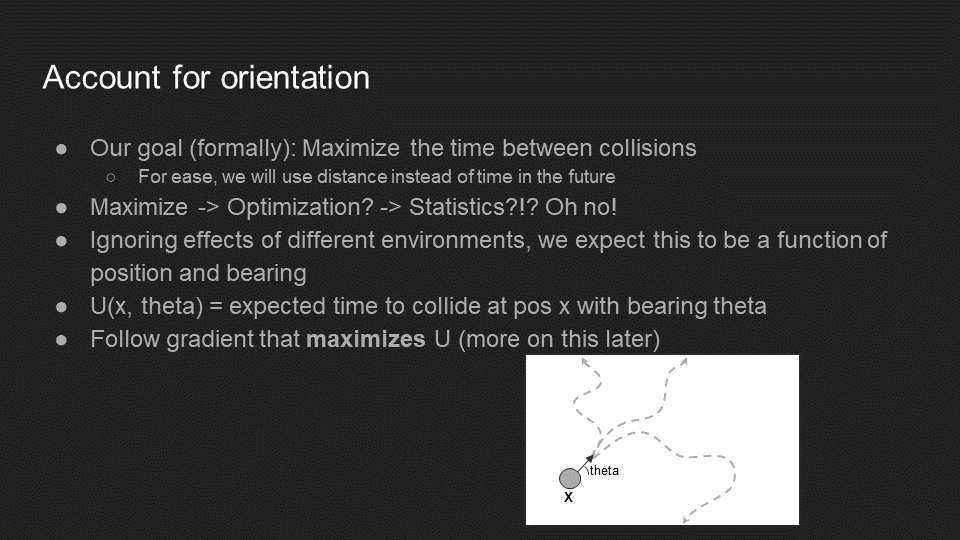 Account for orientation
● Our goal (formally): Maximize the time between collisions
○ For ease, we will use distance instead of time in the future
● Maximize -> Optimization? -> Statistics?!? Oh no!
● Ignoring effects of different environments, we expect this to be a function of
position and bearing
● U(x, theta) = expected time to collide at pos x with bearing theta
● Follow gradient that maximizes U (more on this later)
\theta
X